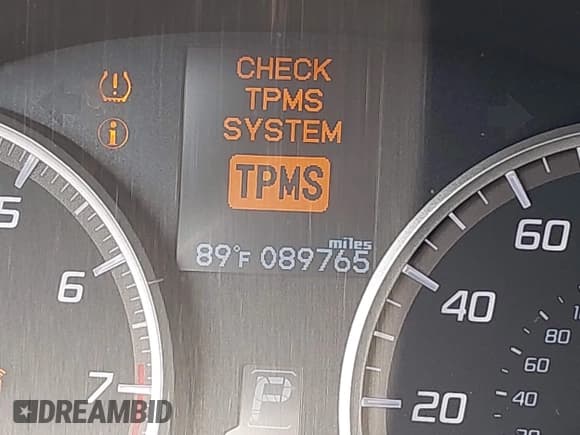 CHECK
TPMS
SYSTEM
TPMS
miles
89°F 089765
5
6
7
P
60
40
20
80
60
40
DREAMBID